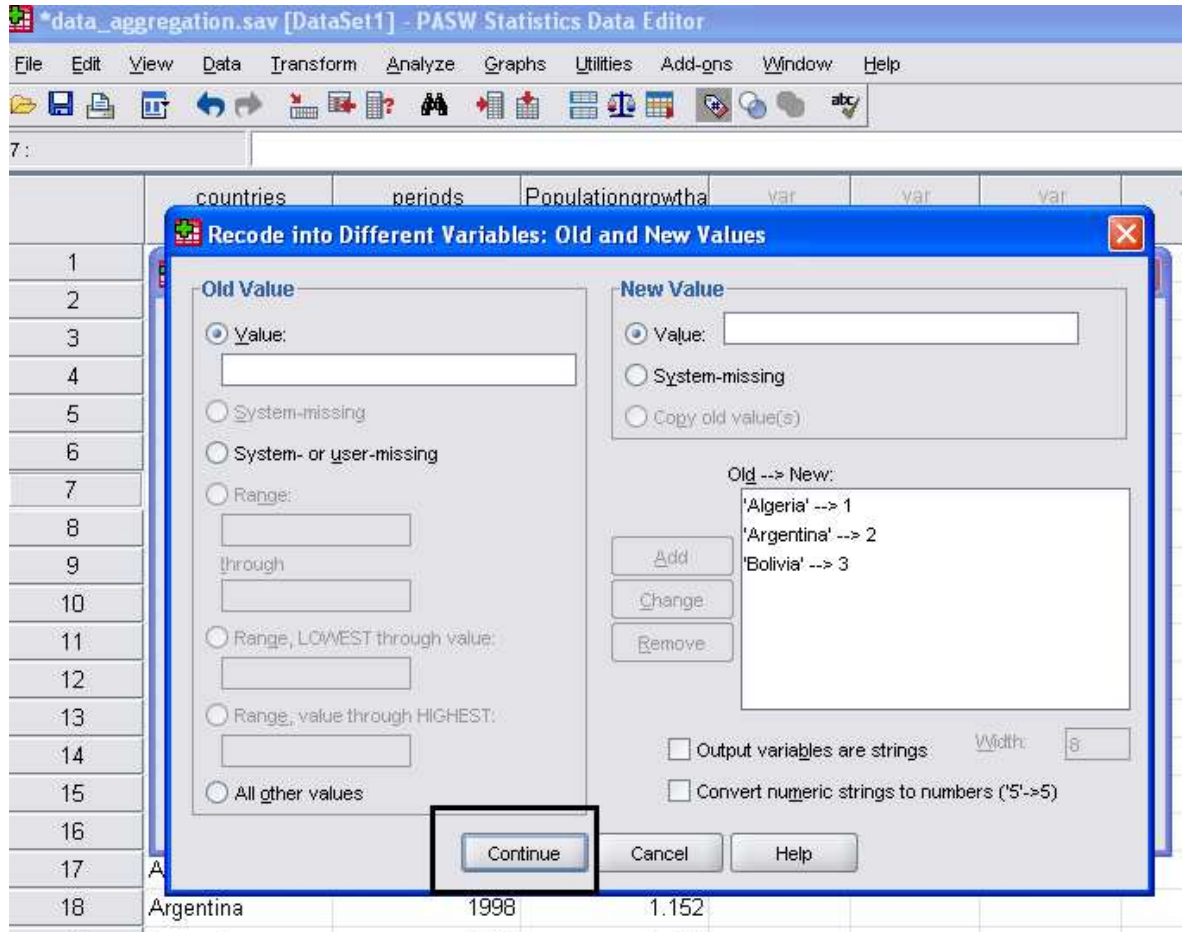 *data_aggregation.sav [DataSet1] - PASW Statistics Data Editor
File Edit View Data Transform Analyze Graphs Utilities Add-ons Window Help
abc
7 :
countries periods Populationgrowtha var var var
Recode into Different Variables: Old and New Values
1
2
3
4
5
6
7
8
9
10
11
12
13
14
15
16
17
18
Old Value
Value:
System-missing
System- or user-missing
Range:
through
Range, LOWEST through value:
Range, value through HIGHEST:
All other values
New Value
Value:
System-missing
Copy old value(s)
Old --> New:
'Algeria' --> 1
'Argentina' --> 2
'Bolivia' --> 3
Add
Change
Remove
Output variables are strings Width: 8
Convert numeric strings to numbers ('5'->5)
Continue Cancel Help
Argentina 1998 1.152